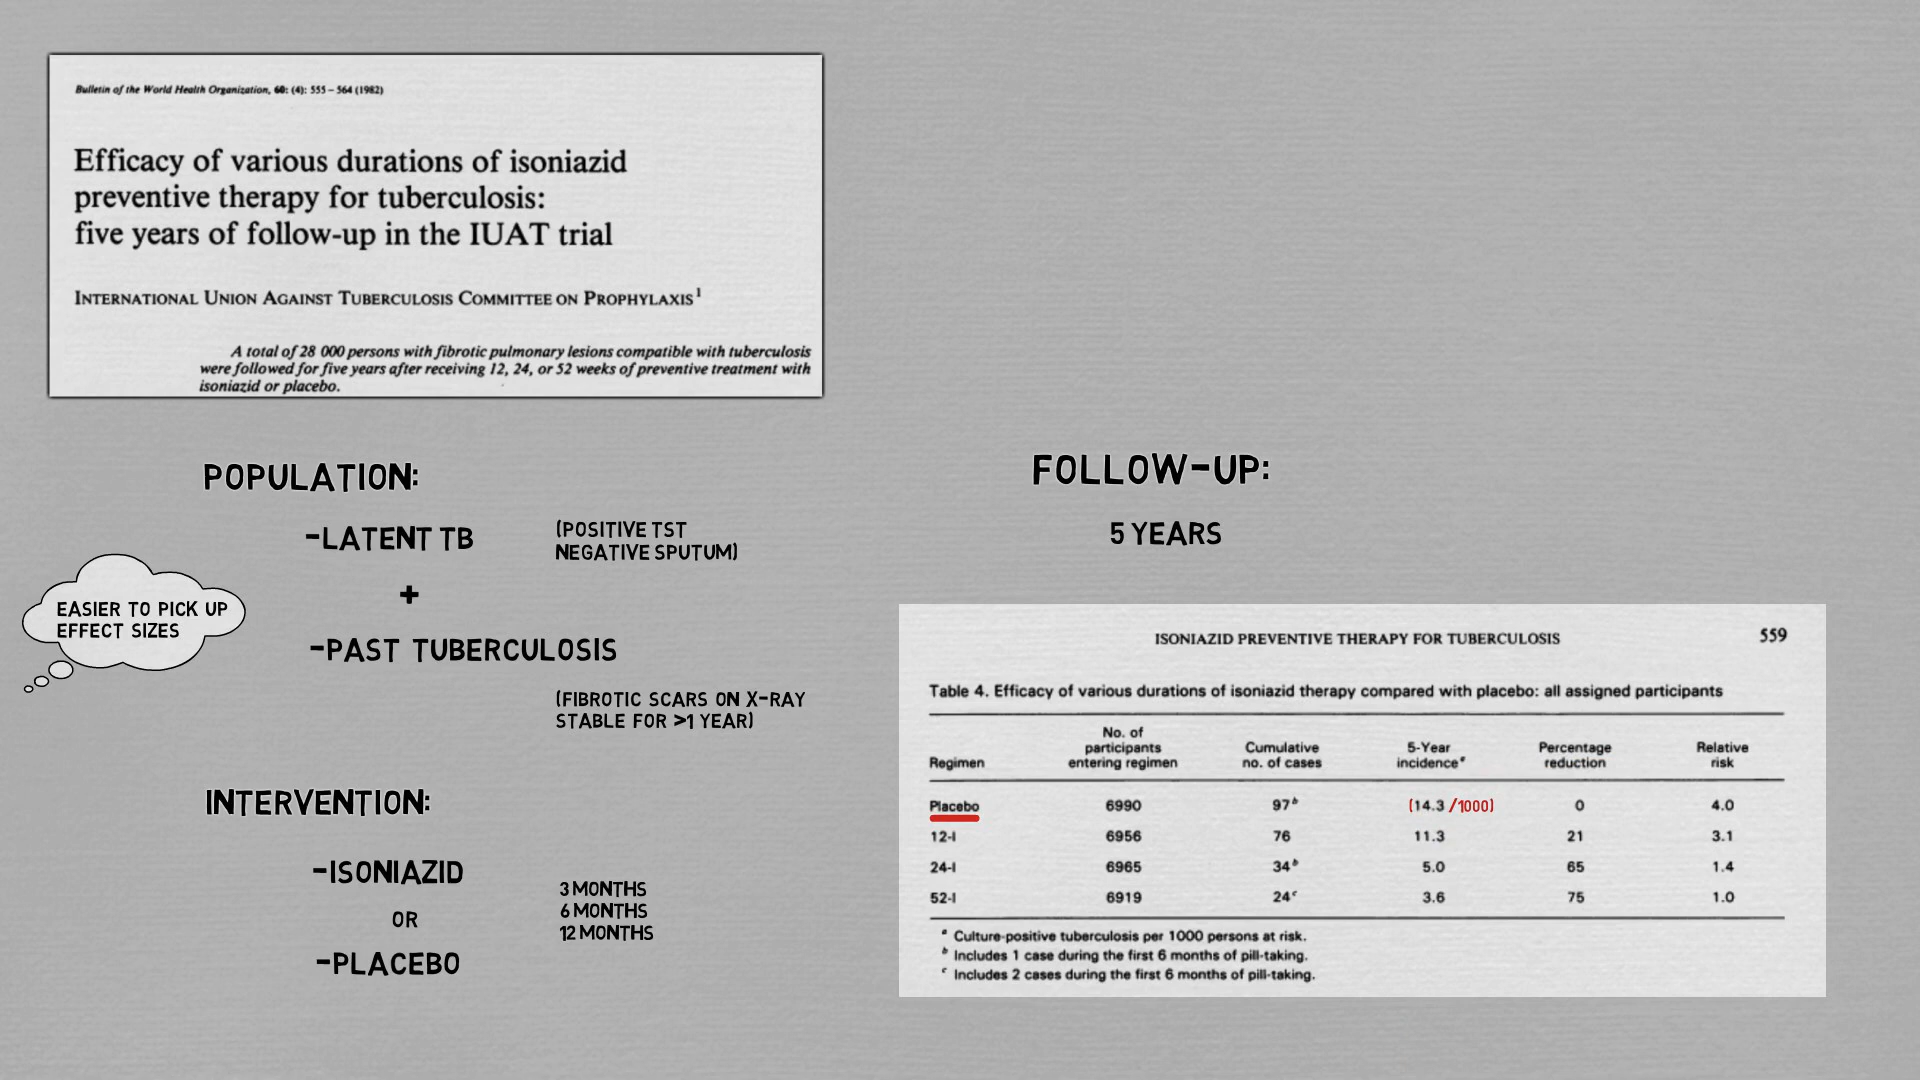 Bulletin of the World Health Organization, 60: (4): 555 – 564 (1982)
Efficacy of various durations of isoniazid
preventive therapy for tuberculosis:
five years of follow-up in the IUAT trial
INTERNATIONAL UNION AGAINST TUBERCULOSIS COMMITTEE ON PROPHYLAXIS¹
A total of 28 000 persons with fibrotic pulmonary lesions compatible with tuberculosis
were followed for five years after receiving 12, 24, or 52 weeks of preventive treatment with
isoniazid or placebo.
POPULATION:
-LATENT TB
(POSITIVE TST
NEGATIVE SPUTUM)
+
EASIER TO PICK UP
EFFECT SIZES
-PAST TUBERCULOSIS
(FIBROTIC SCARS ON X-RAY
STABLE FOR >1 YEAR)
INTERVENTION:
-ISONIAZID
OR
-PLACEBO
3 MONTHS
6 MONTHS
12 MONTHS
FOLLOW-UP:
5 YEARS
ISONIAZID PREVENTIVE THERAPY FOR TUBERCULOSIS 559
Table 4. Efficacy of various durations of isoniazid therapy compared with placebo: all assigned participants
Regimen No. of participants entering regimen Cumulative no. of cases 5-Year incidenceᵃ Percentage reduction Relative risk
Placebo 6990 97ᵇ (14.3 /1000) 0 4.0
12-I 6956 76 11.3 21 3.1
24-I 6965 34ᵇ 5.0 65 1.4
52-I 6919 24ᶜ 3.6 75 1.0
ᵃ Culture-positive tuberculosis per 1000 persons at risk.
ᵇ Includes 1 case during the first 6 months of pill-taking.
ᶜ Includes 2 cases during the first 6 months of pill-taking.